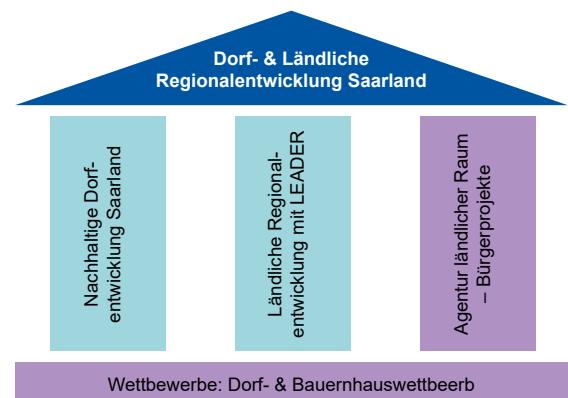 Dorf- & Ländliche
Regionalentwicklung Saarland
Nachhaltige Dorf-
entwicklung Saarland
Ländliche Regional-
entwicklung mit LEADER
Agentur ländlicher Raum
– Bürgerprojekte
Wettbewerbe: Dorf- & Bauernhauswettbeerb